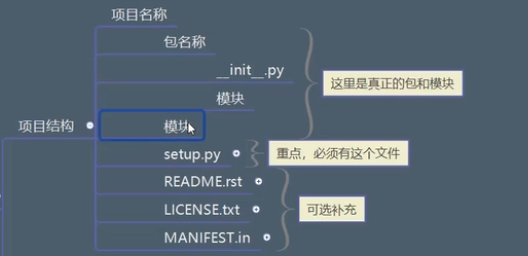 项目名称
包名称
__init__.py
模块
这里是真正的包和模块
项目结构
模块
setup.py
重点，必须有这个文件
README.rst
LICENSE.txt
可选补充
MANIFEST.in